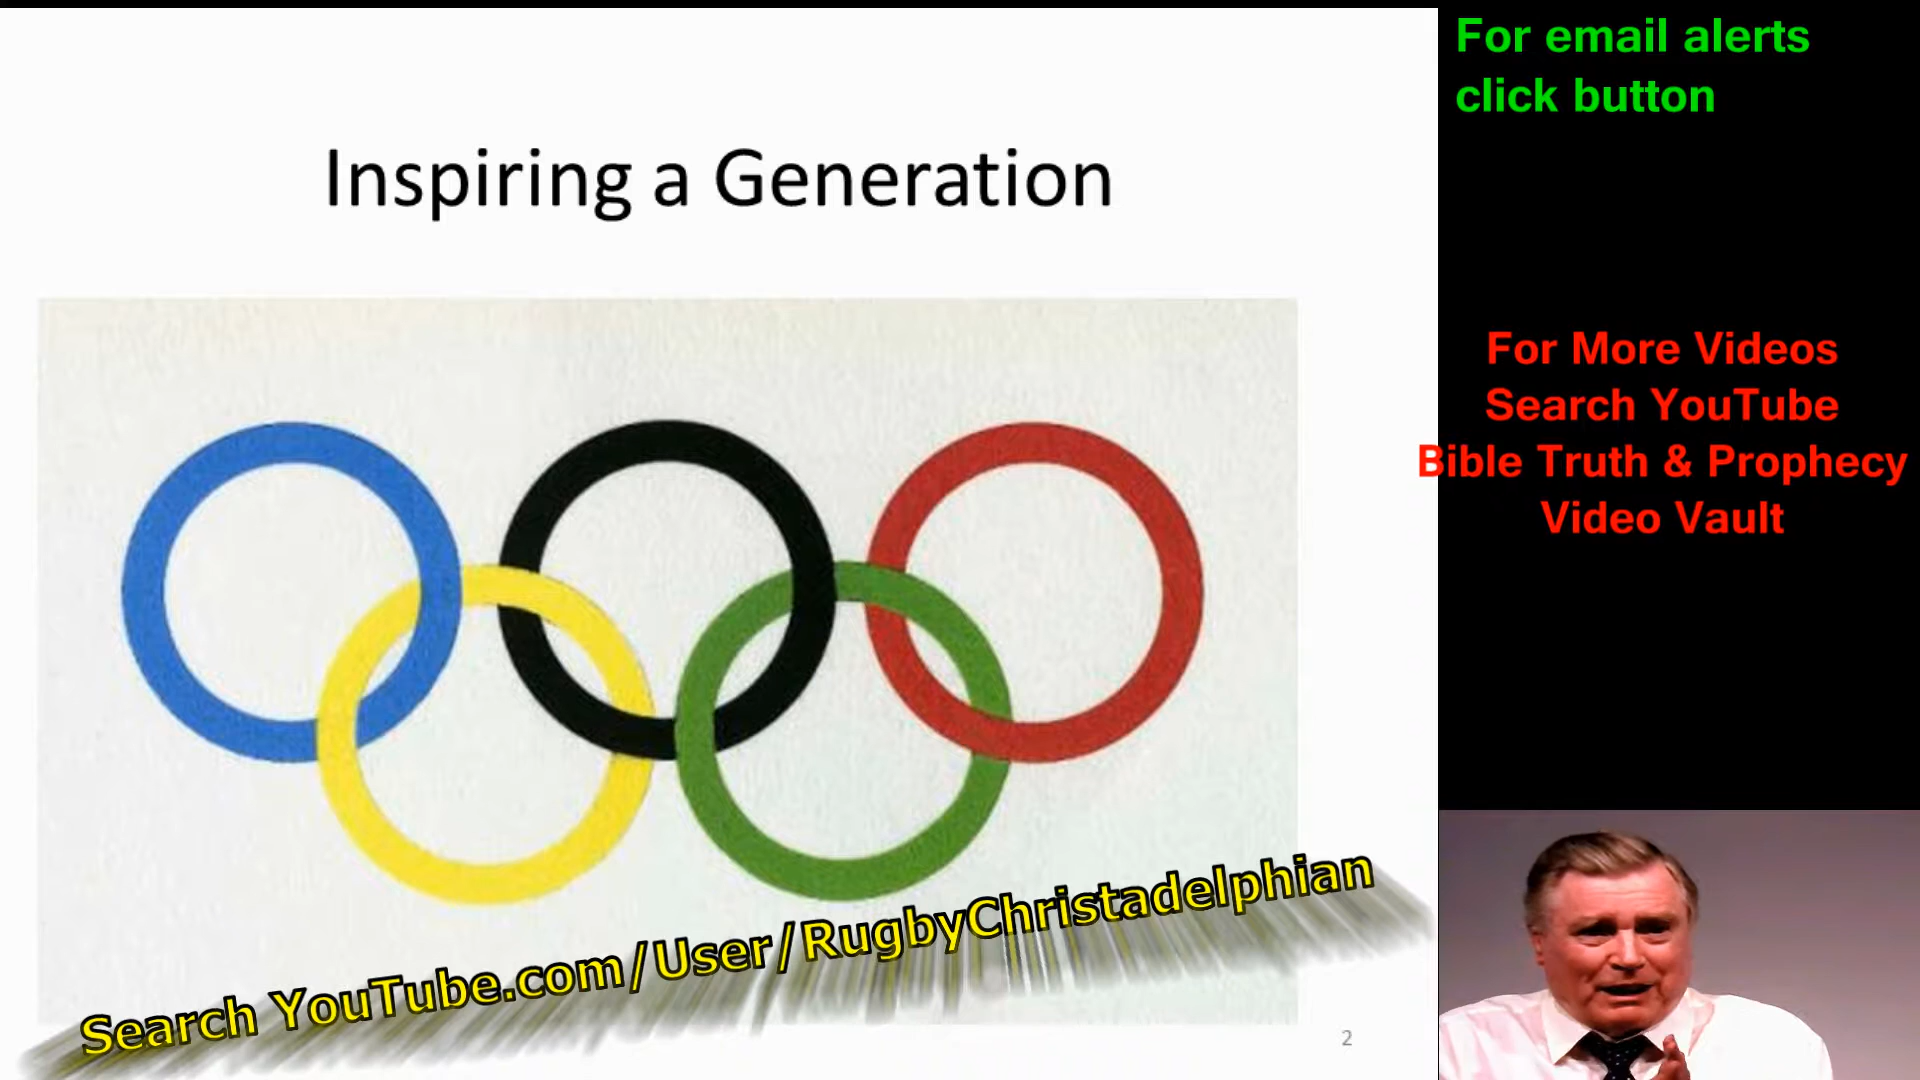 Inspiring a Generation
Search YouTube.com/User/RugbyChristadelphian
2
For email alerts
click button
For More Videos
Search YouTube
Bible Truth & Prophecy
Video Vault